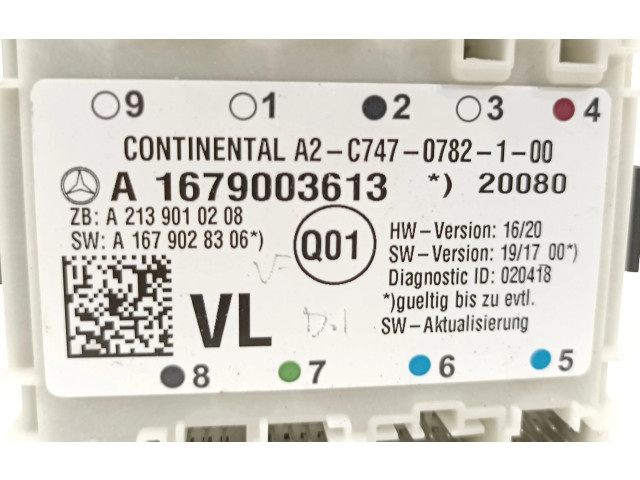 9 1 2 3 4
CONTINENTAL A2-C747-0782-1-00
A 1679003613 *) 20080
ZB: A 213 901 02 08
SW: A 167 902 83 06*)
Q01
HW-Version: 16/20
SW-Version: 19/17 00*)
Diagnostic ID: 020418
*)gueltig bis zu evtl.
SW-Aktualisierung
VL
8 7 6 5